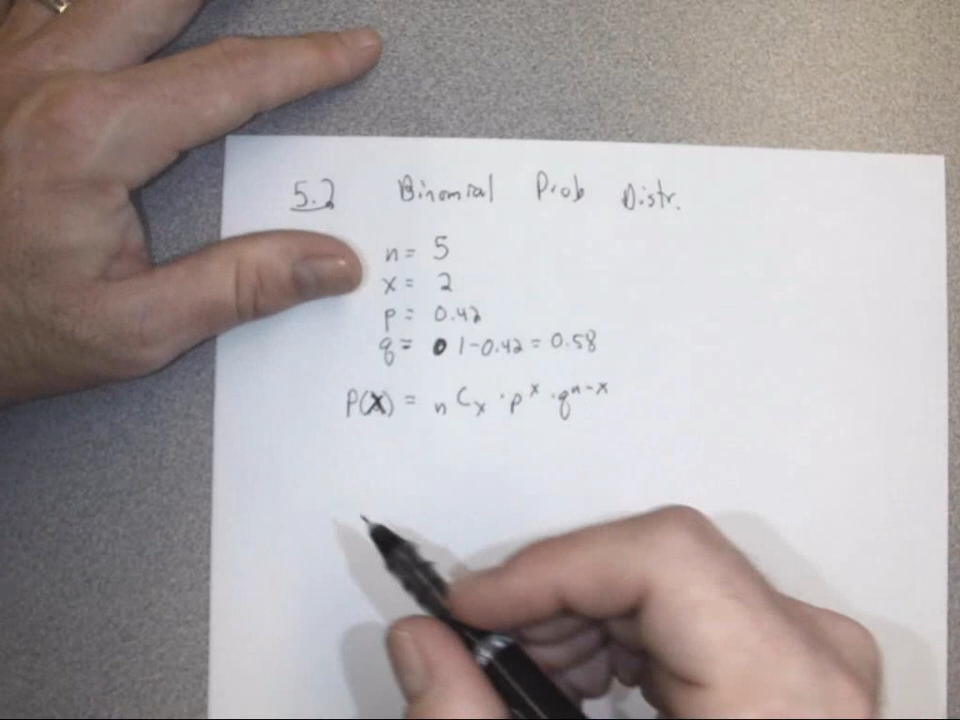 5.2 Binomial Prob Distr.
n = 5
x = 2
p = 0.42
q = 1-0.42 = 0.58
P(X) = nCx · p^x · q^n-x